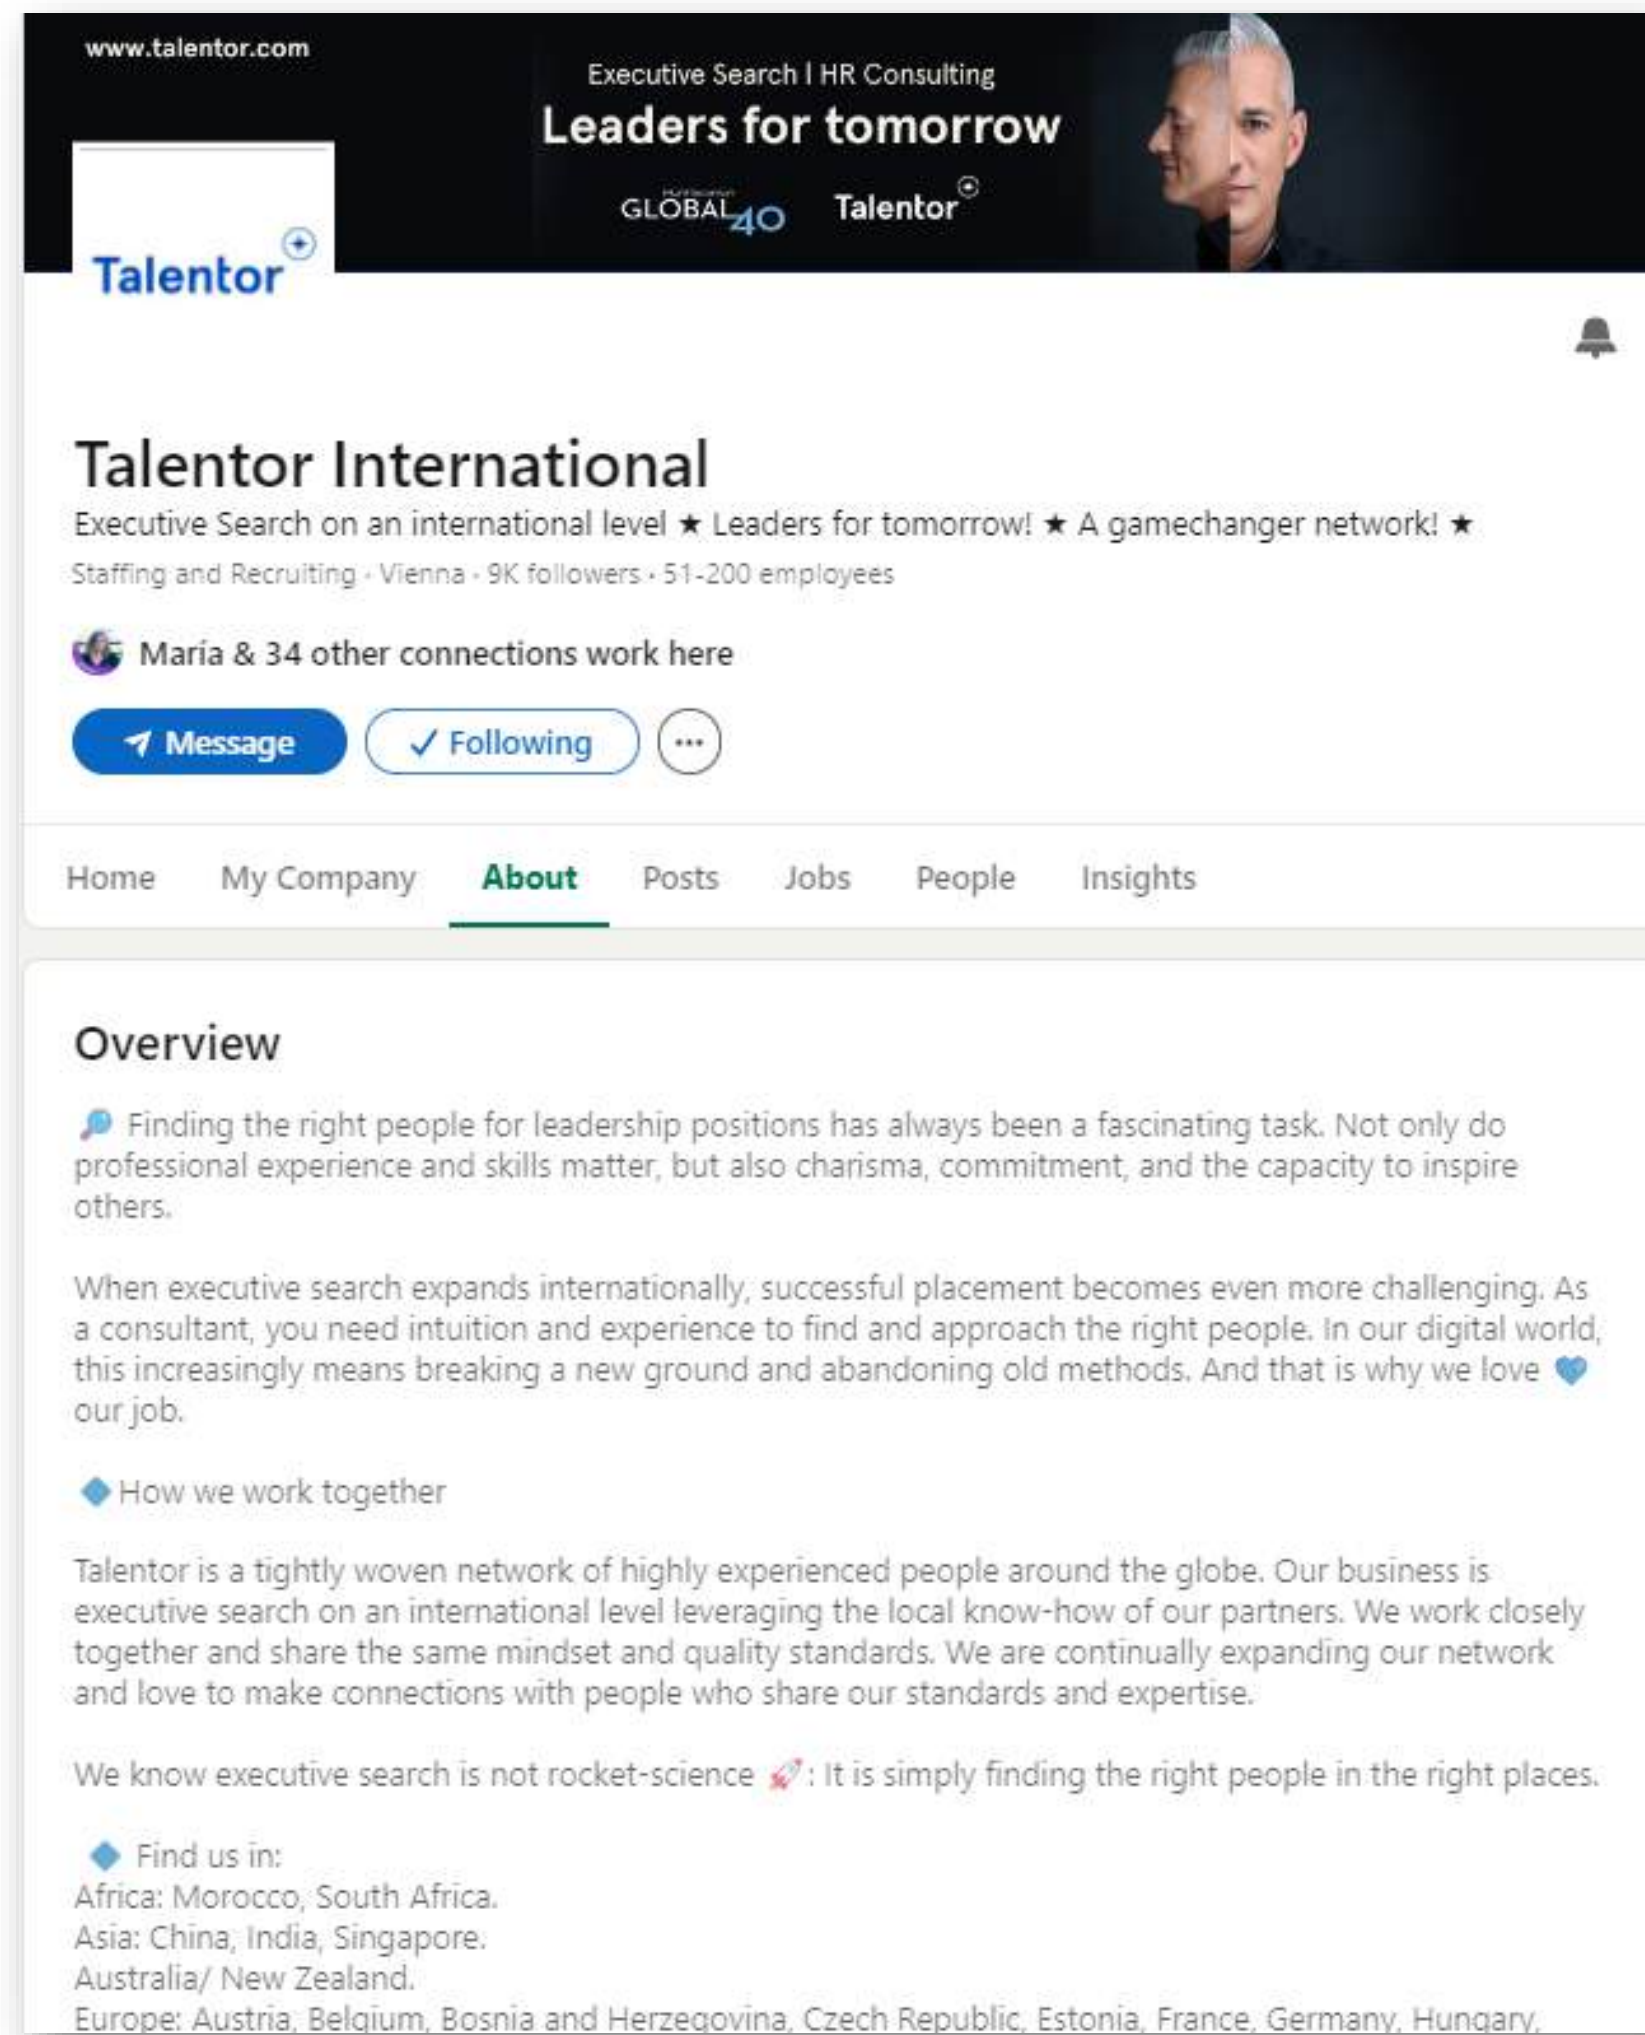 www.talentor.com
Executive Search | HR Consulting
Leaders for tomorrow
GLOBAL 40
Talentor
Talentor
Talentor International
Executive Search on an international level ★ Leaders for tomorrow! ★ A gamechanger network! ★
Staffing and Recruiting · Vienna · 9K followers · 51-200 employees
María & 34 other connections work here
Message
✓ Following
...
Home
My Company
About
Posts
Jobs
People
Insights
Overview
🔎 Finding the right people for leadership positions has always been a fascinating task. Not only do
professional experience and skills matter, but also charisma, commitment, and the capacity to inspire
others.
When executive search expands internationally, successful placement becomes even more challenging. As
a consultant, you need intuition and experience to find and approach the right people. In our digital world,
this increasingly means breaking a new ground and abandoning old methods. And that is why we love 💙
our job.
🔷 How we work together
Talentor is a tightly woven network of highly experienced people around the globe. Our business is
executive search on an international level leveraging the local know-how of our partners. We work closely
together and share the same mindset and quality standards. We are continually expanding our network
and love to make connections with people who share our standards and expertise.
We know executive search is not rocket-science 🚀: It is simply finding the right people in the right places.
🔷 Find us in:
Africa: Morocco, South Africa.
Asia: China, India, Singapore.
Australia/ New Zealand.
Europe: Austria, Belgium, Bosnia and Herzegovina, Czech Republic, Estonia, France, Germany, Hungary,